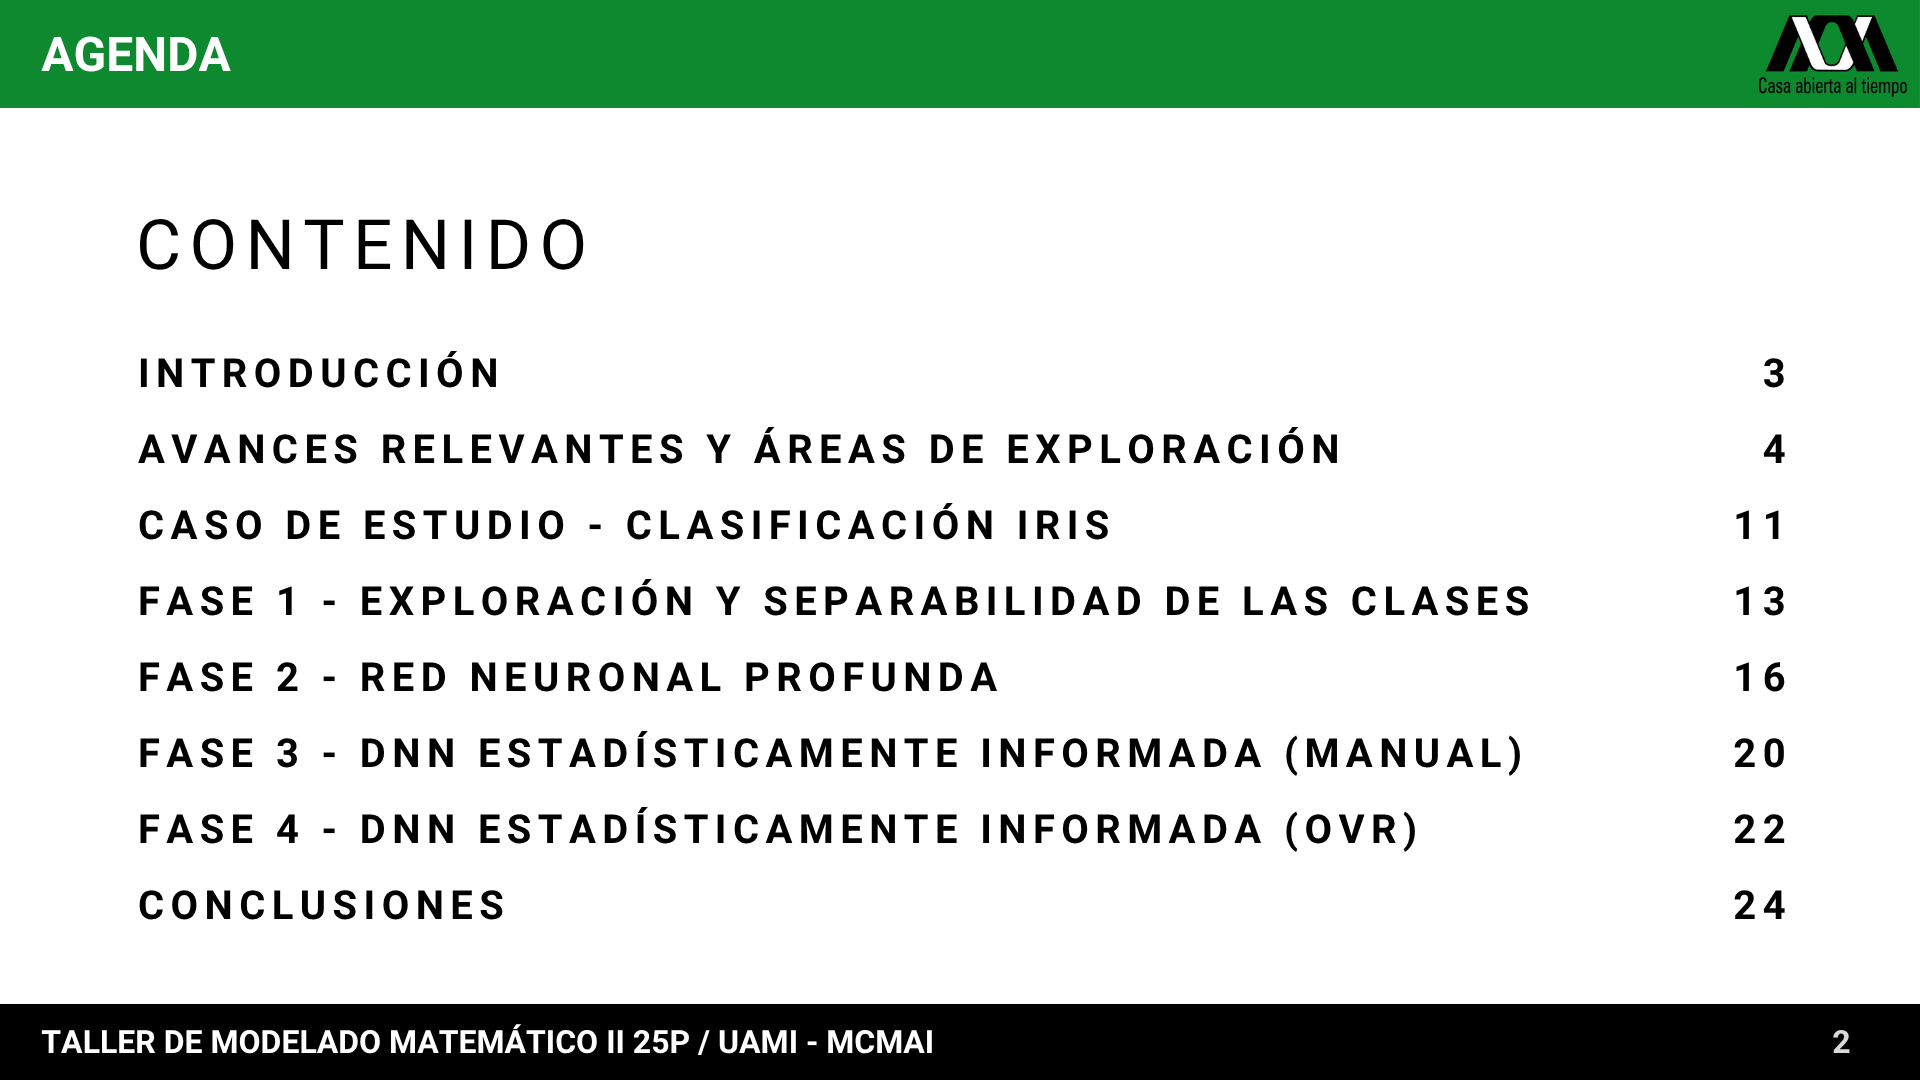 AGENDA
Casa abierta al tiempo
CONTENIDO
INTRODUCCIÓN 3
AVANCES RELEVANTES Y ÁREAS DE EXPLORACIÓN 4
CASO DE ESTUDIO - CLASIFICACIÓN IRIS 11
FASE 1 - EXPLORACIÓN Y SEPARABILIDAD DE LAS CLASES 13
FASE 2 - RED NEURONAL PROFUNDA 16
FASE 3 - DNN ESTADÍSTICAMENTE INFORMADA (MANUAL) 20
FASE 4 - DNN ESTADÍSTICAMENTE INFORMADA (OVR) 22
CONCLUSIONES 24
TALLER DE MODELADO MATEMÁTICO II 25P / UAMI - MCMAI 2